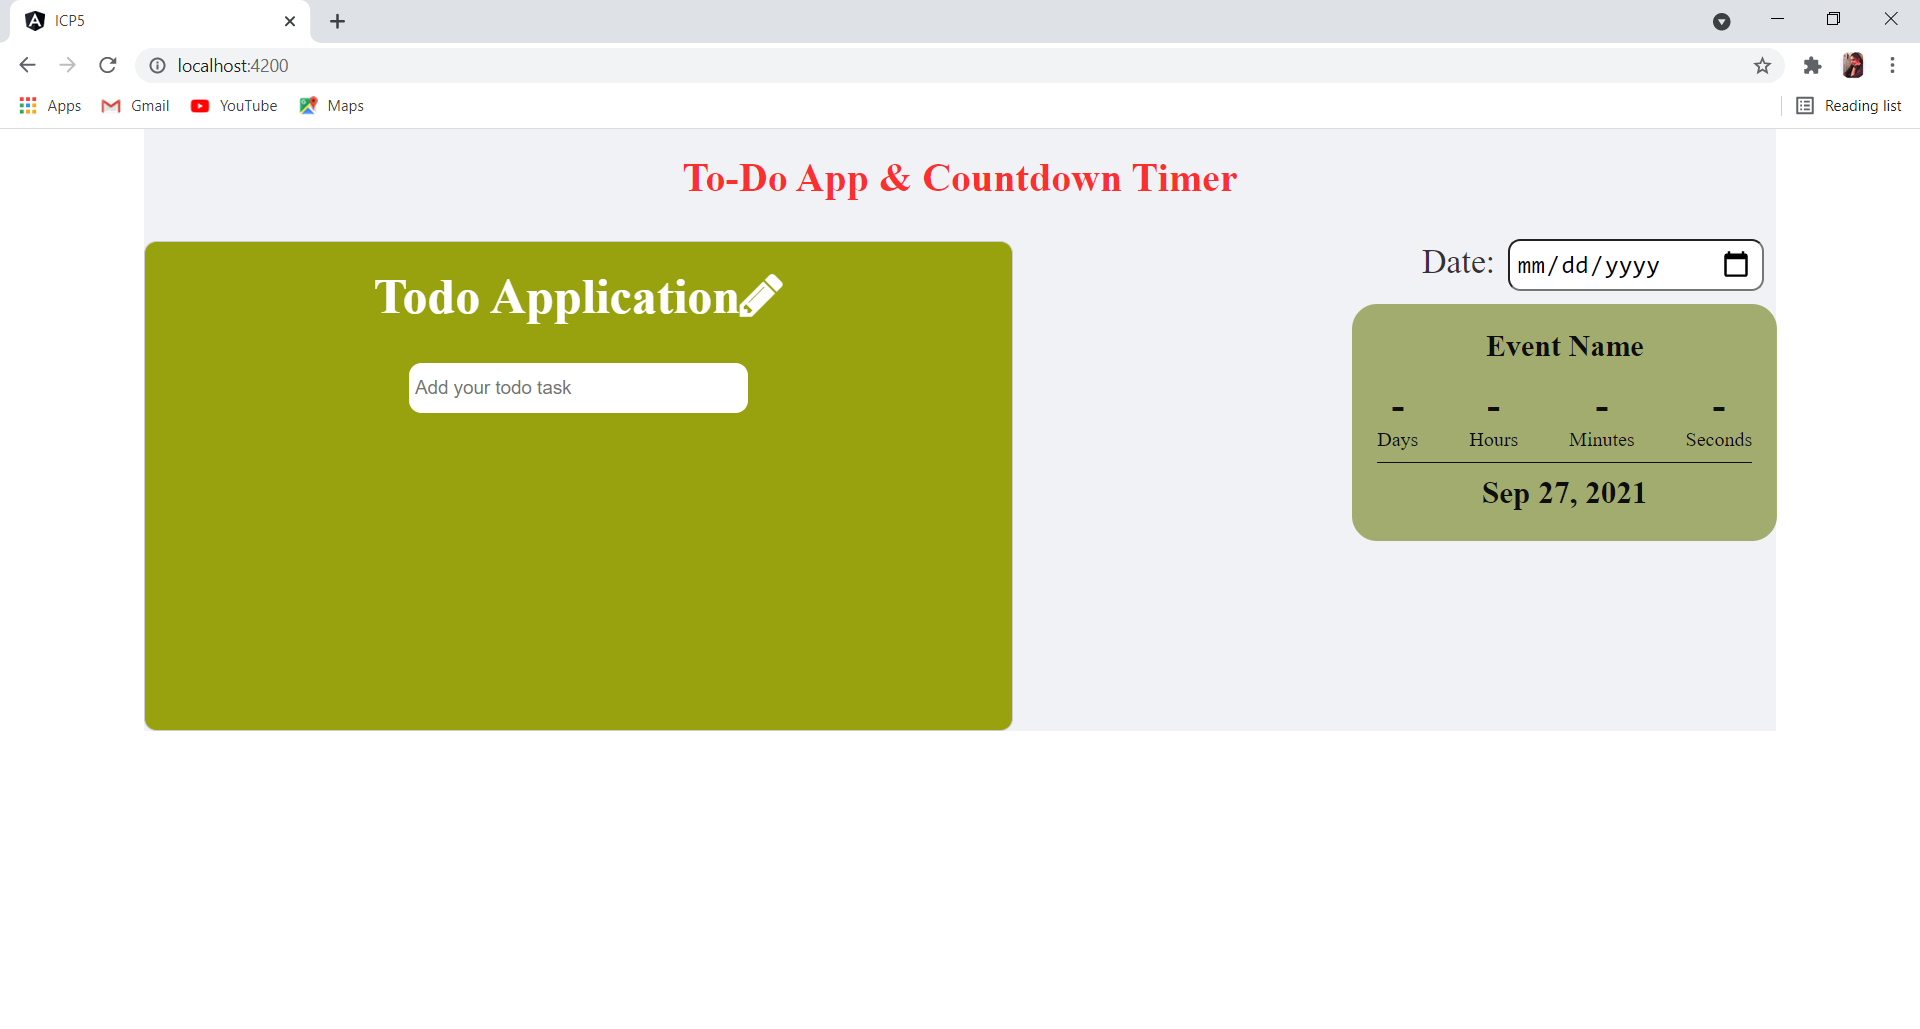 ICP5
localhost:4200
Apps Gmail YouTube Maps Reading list
To-Do App & Countdown Timer
Todo Application
Add your todo task
Date: mm/dd/yyyy
Event Name
- - - -
Days Hours Minutes Seconds
Sep 27, 2021